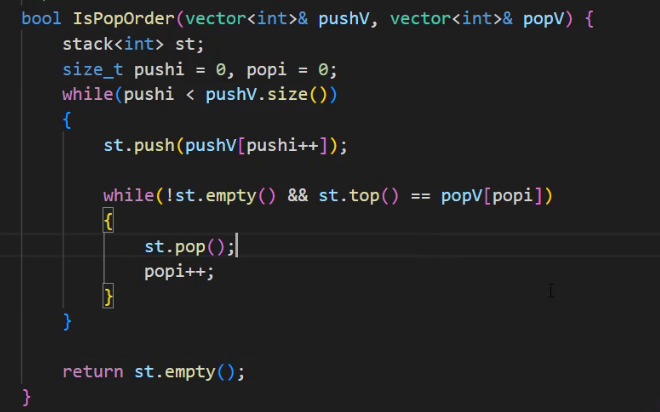 bool IsPopOrder(vector<int>& pushV, vector<int>& popV) {
    stack<int> st;
    size_t pushi = 0, popi = 0;
    while(pushi < pushV.size())
    {
        st.push(pushV[pushi++]);
        while(!st.empty() && st.top() == popV[popi])
        {
            st.pop();
            popi++;
        }
    }
    return st.empty();
}